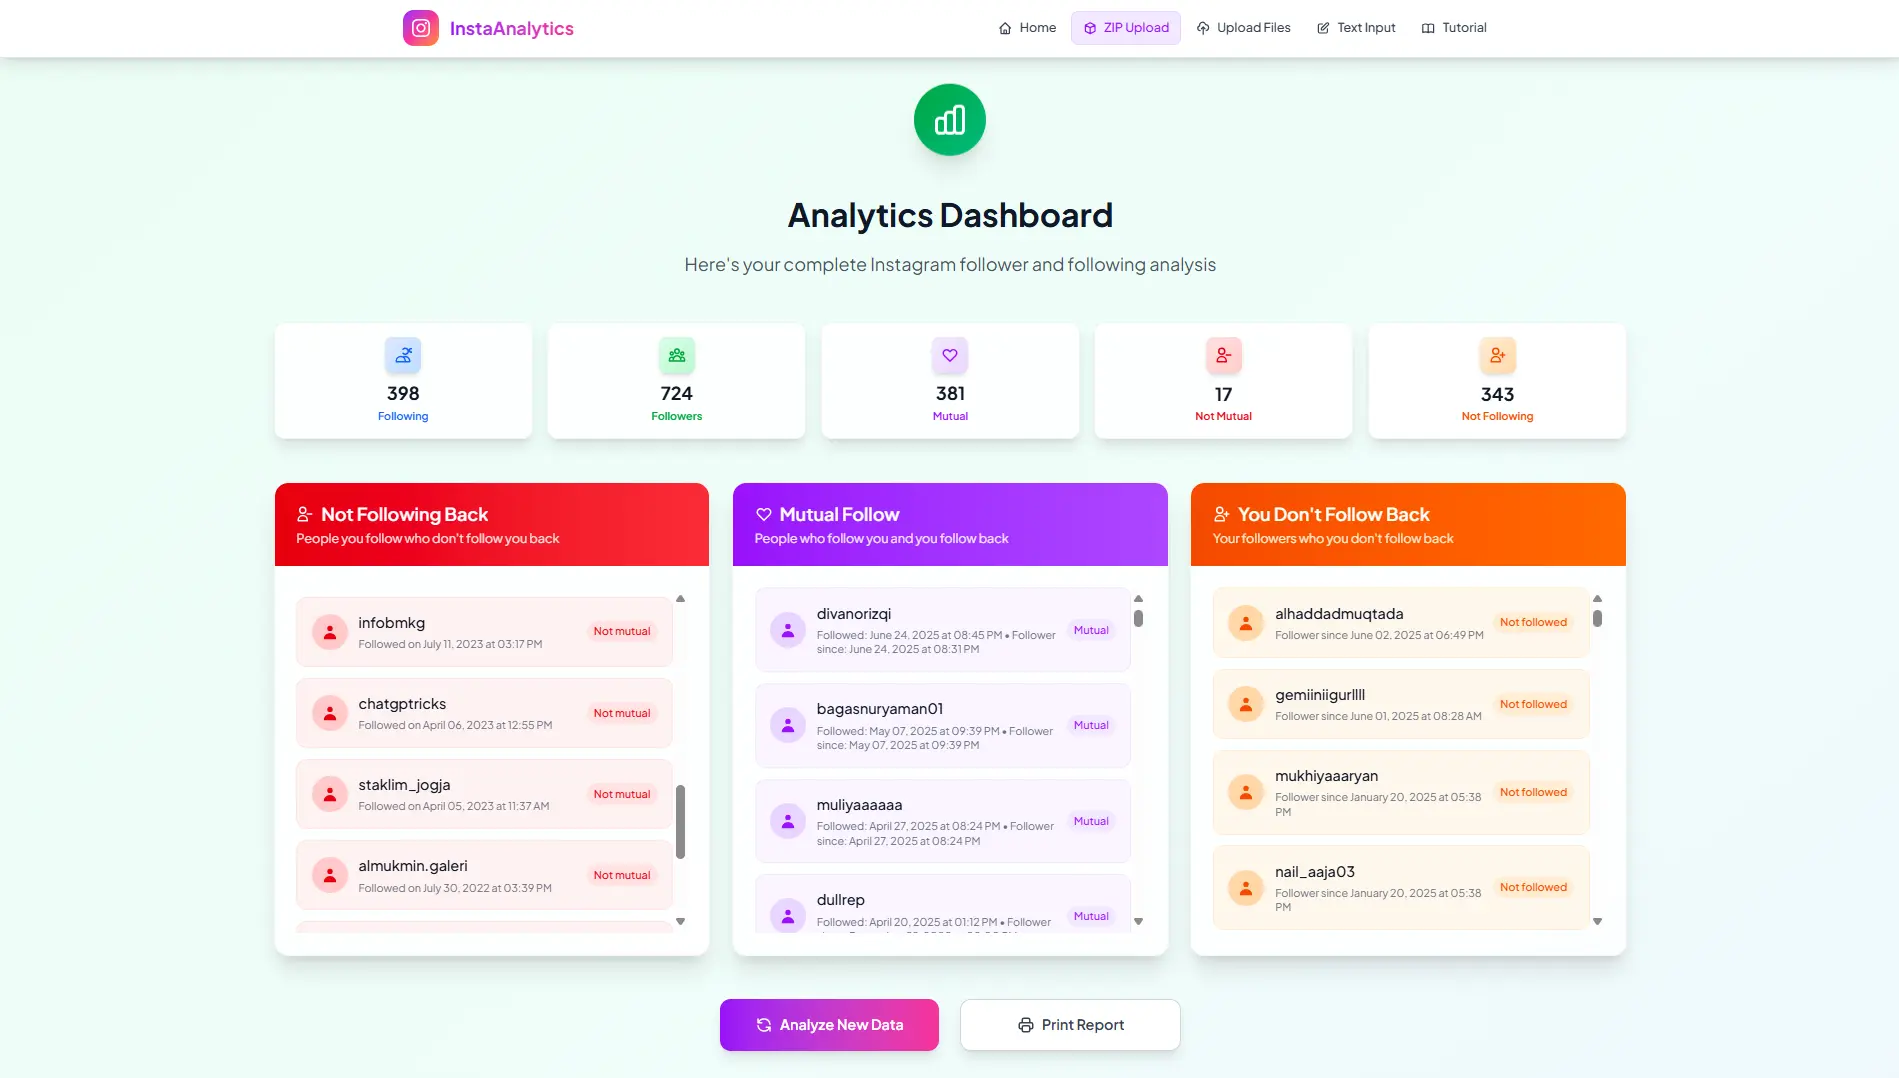 InstaAnalytics
Home
ZIP Upload
Upload Files
Text Input
Tutorial
Analytics Dashboard
Here's your complete Instagram follower and following analysis
398
Following
724
Followers
381
Mutual
17
Not Mutual
343
Not Following
Not Following Back
People you follow who don't follow you back
infobmkg
Followed on July 11, 2023 at 03:17 PM
Not mutual
chatgptricks
Followed on April 06, 2023 at 12:55 PM
Not mutual
staklim_jogja
Followed on April 05, 2023 at 11:37 AM
Not mutual
almukmin.galeri
Followed on July 30, 2022 at 03:39 PM
Not mutual
Mutual Follow
People who follow you and you follow back
divanorizqi
Followed: June 24, 2025 at 08:45 PM • Follower
since: June 24, 2025 at 08:31 PM
Mutual
bagasnuryaman01
Followed: May 07, 2025 at 09:39 PM • Follower
since: May 07, 2025 at 09:39 PM
Mutual
muliyaaaaaa
Followed: April 27, 2025 at 08:24 PM • Follower
since: April 27, 2025 at 08:24 PM
Mutual
dullrep
Followed: April 20, 2025 at 01:12 PM • Follower
Mutual
You Don't Follow Back
Your followers who you don't follow back
alhaddadmuqtada
Follower since June 02, 2025 at 06:49 PM
Not followed
gemiiniigurllll
Follower since June 01, 2025 at 08:28 AM
Not followed
mukhiyaaaryan
Follower since January 20, 2025 at 05:38
PM
Not followed
nail_aaja03
Follower since January 20, 2025 at 05:38
PM
Not followed
Analyze New Data
Print Report